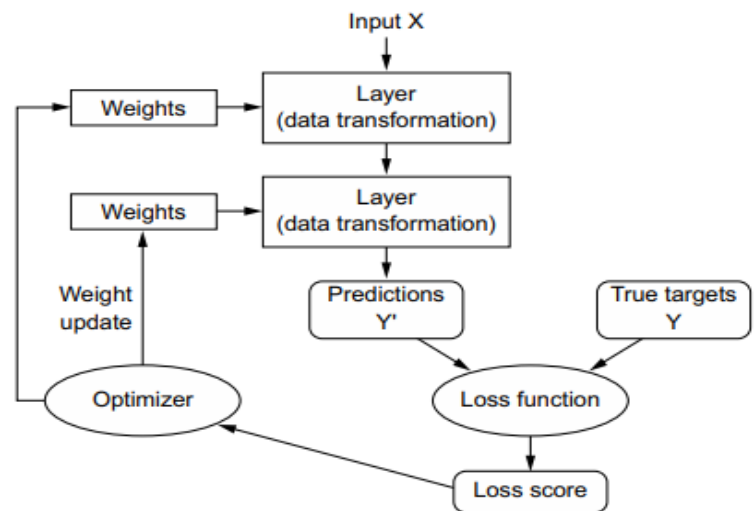 Input X
Weights
Layer
(data transformation)
Weights
Layer
(data transformation)
Weight
update
Predictions
Y'
True targets
Y
Optimizer
Loss function
Loss score